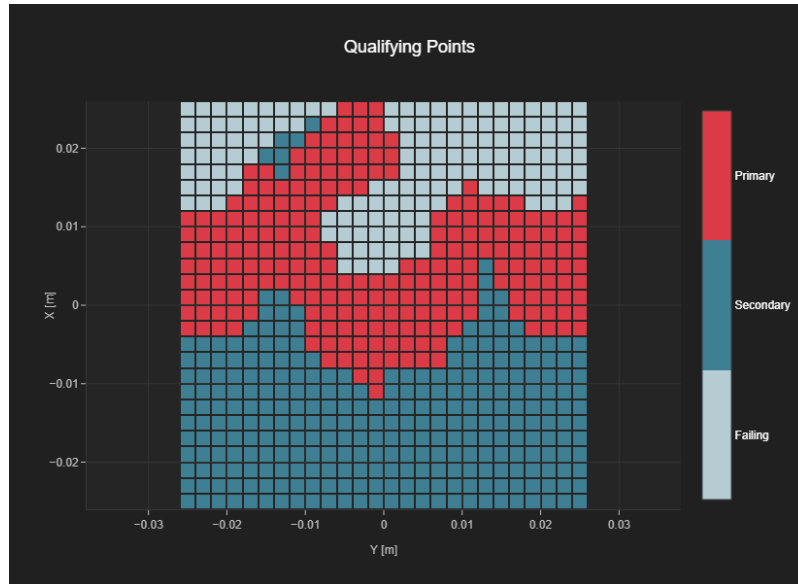 Qualifying Points
0.02
0.01
0
−0.01
−0.02
X [m]
−0.03
−0.02
−0.01
0
0.01
0.02
0.03
Y [m]
Primary
Secondary
Failing